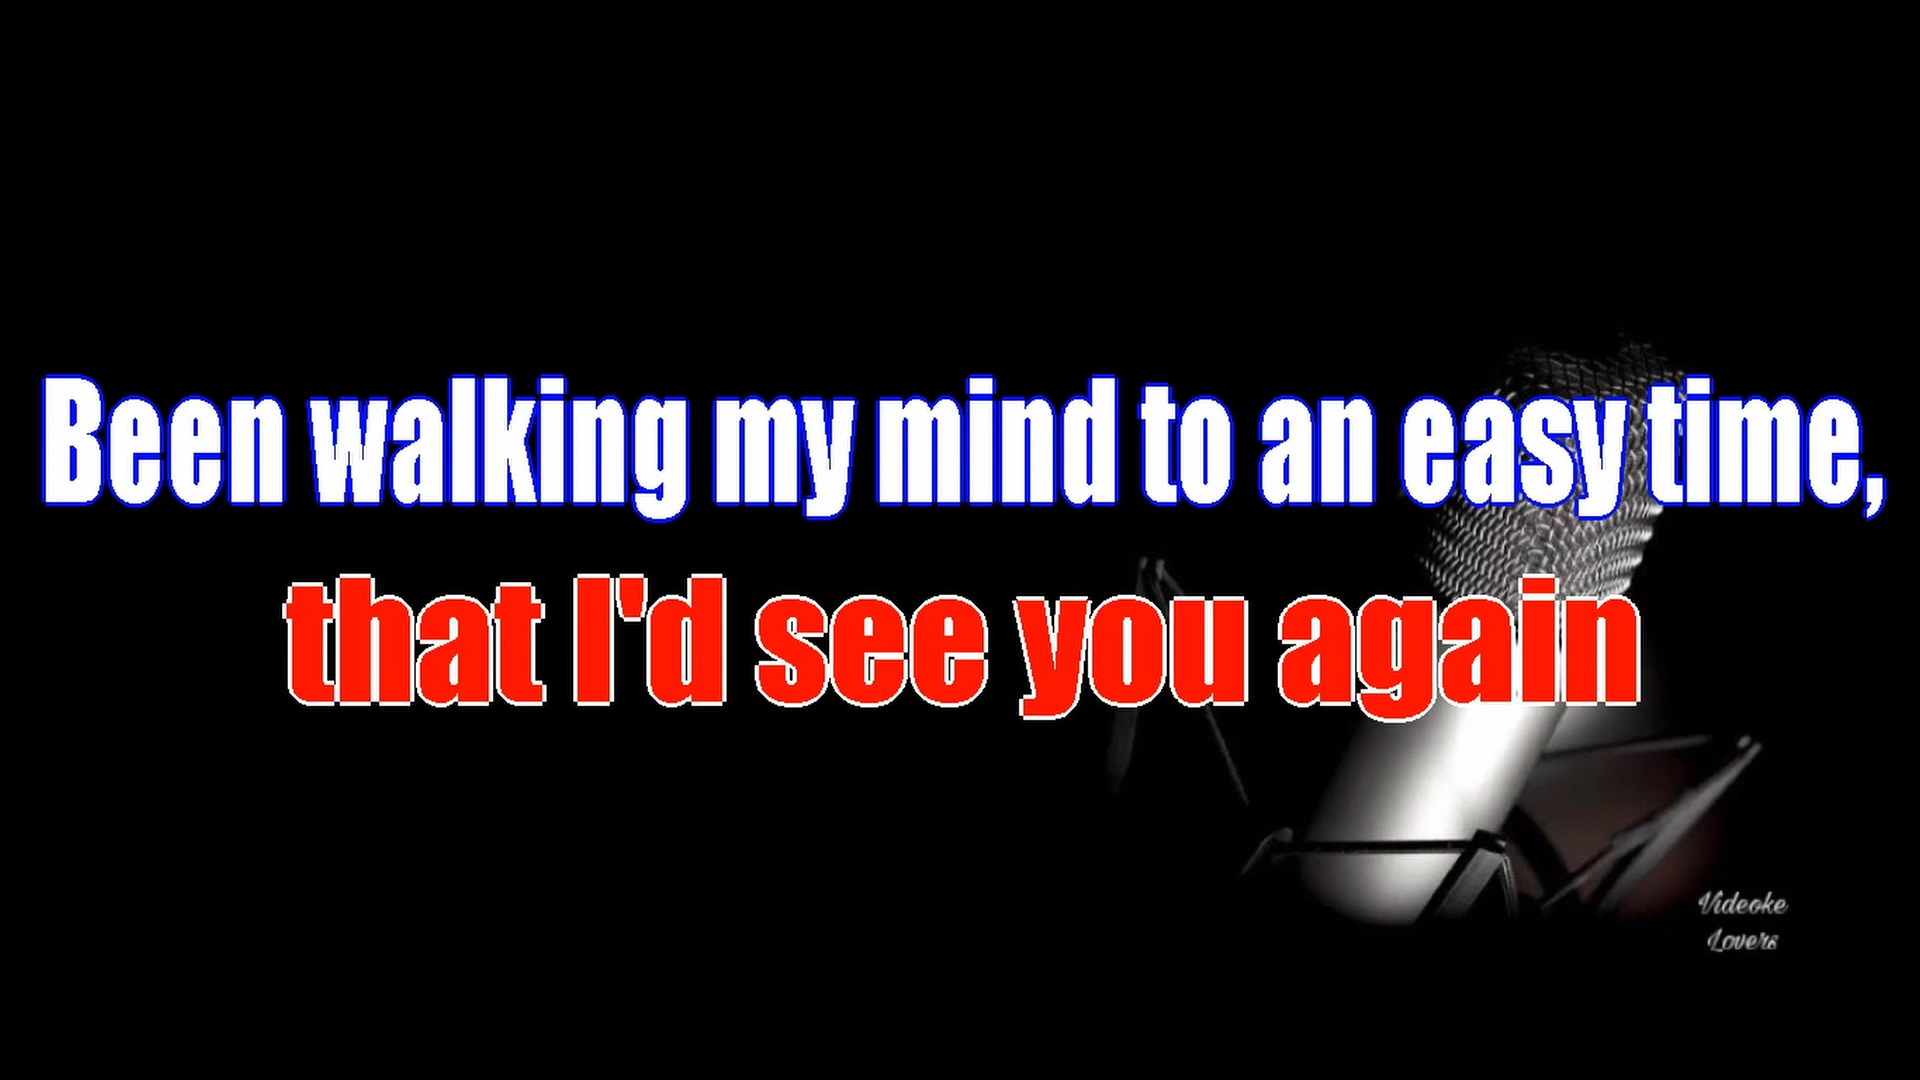 Been walking my mind to an easy time,
that I'd see you again
Videoke
Lovers